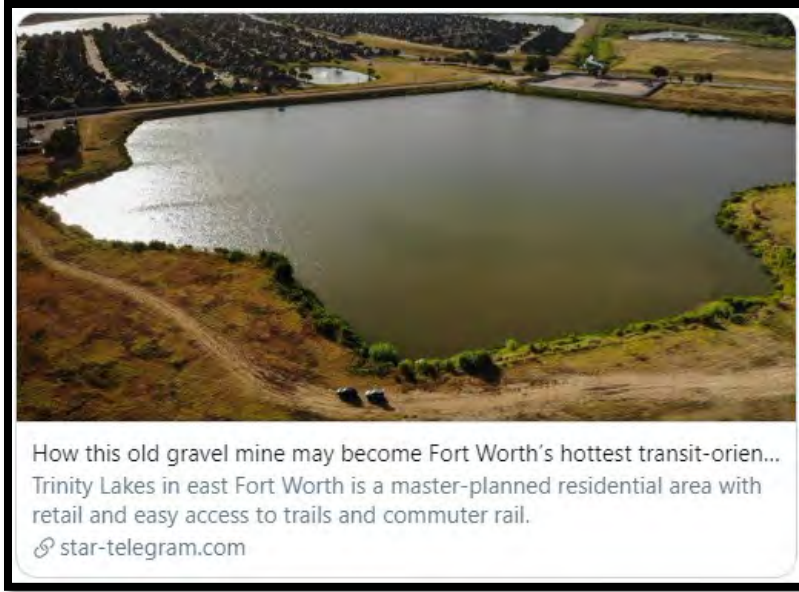 How this old gravel mine may become Fort Worth's hottest transit-orien...
Trinity Lakes in east Fort Worth is a master-planned residential area with
retail and easy access to trails and commuter rail.
star-telegram.com